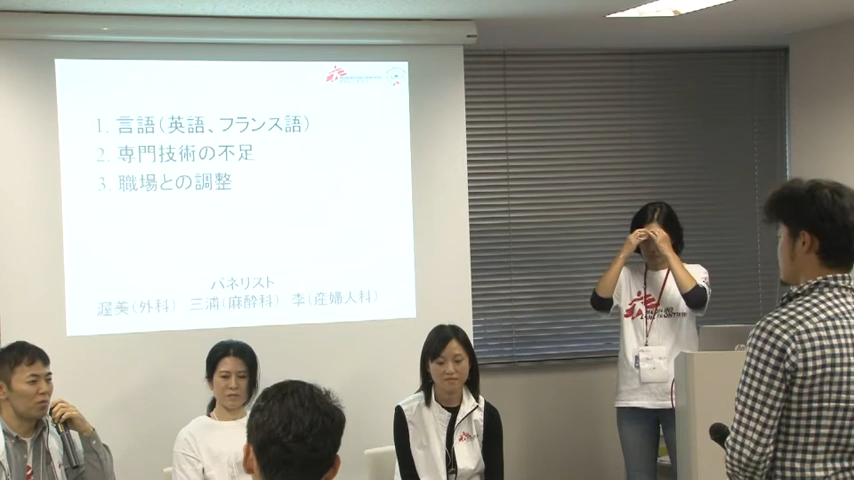 1. 言語(英語、フランス語)
2. 専門技術の不足
3. 職場との調整
パネリスト
渥美(外科) 三浦(麻酔科) 李(産婦人科)